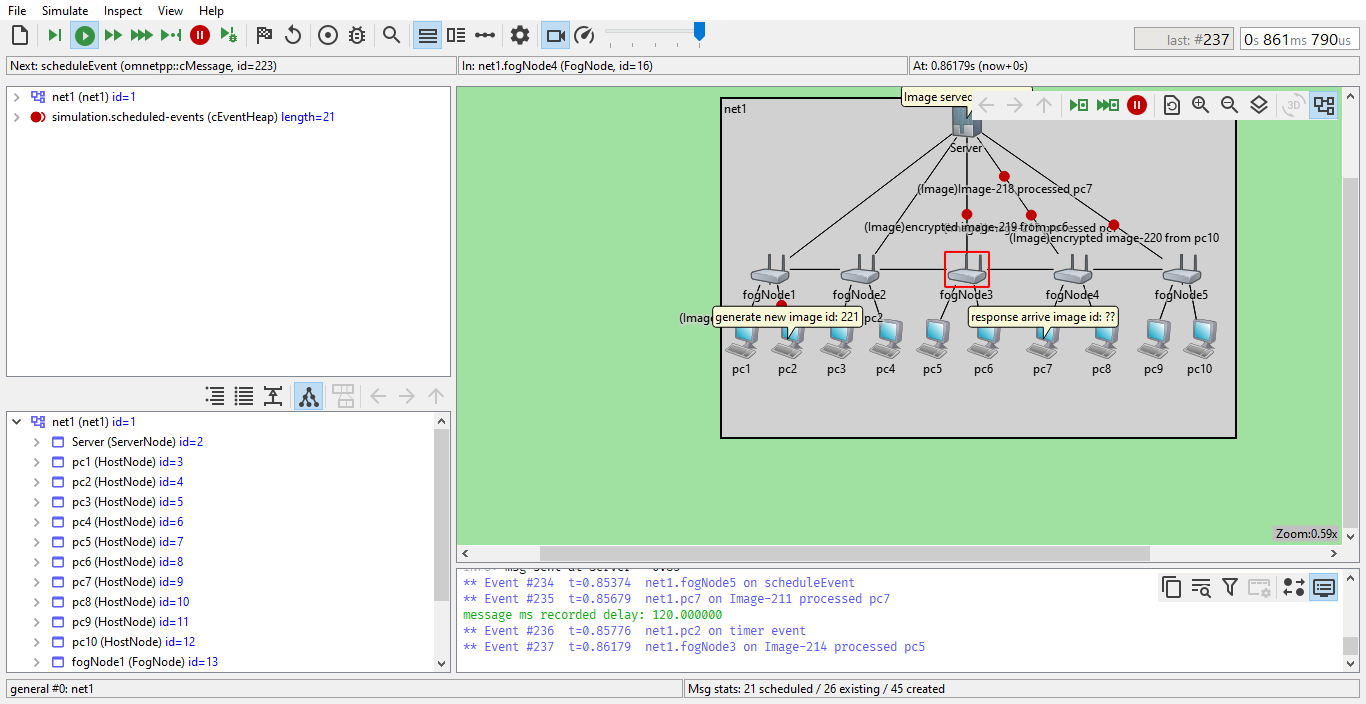 File Simulate Inspect View Help
last: #237
0s 861ms 790us
Next: scheduleEvent (omnetpp::cMessage, id=223)
In: net1.fogNode4 (FogNode, id=16)
At: 0.86179s (now+0s)
net1 (net1) id=1
simulation.scheduled-events (cEventHeap) length=21
Image served
3D
net1
Server
(Image)Image-218 processed pc7
(Image)encrypted image-219 from pc6
(Image)encrypted image-220 from pc10
fogNode1 fogNode2 fogNode3 fogNode4 fogNode5
generate new image id: 221
pc2
response arrive image id: ??
pc1 pc2 pc3 pc4 pc5 pc6 pc7 pc8 pc9 pc10
Zoom:0.59x
net1 (net1) id=1
Server (ServerNode) id=2
pc1 (HostNode) id=3
pc2 (HostNode) id=4
pc3 (HostNode) id=5
pc4 (HostNode) id=6
pc5 (HostNode) id=7
pc6 (HostNode) id=8
pc7 (HostNode) id=9
pc8 (HostNode) id=10
pc9 (HostNode) id=11
pc10 (HostNode) id=12
fogNode1 (FogNode) id=13
** Event #234 t=0.85374 net1.fogNode5 on scheduleEvent
** Event #235 t=0.85679 net1.pc7 on Image-211 processed pc7
message ms recorded delay: 120.000000
** Event #236 t=0.85776 net1.pc2 on timer event
** Event #237 t=0.86179 net1.fogNode3 on Image-214 processed pc5
general #0: net1
Msg stats: 21 scheduled / 26 existing / 45 created